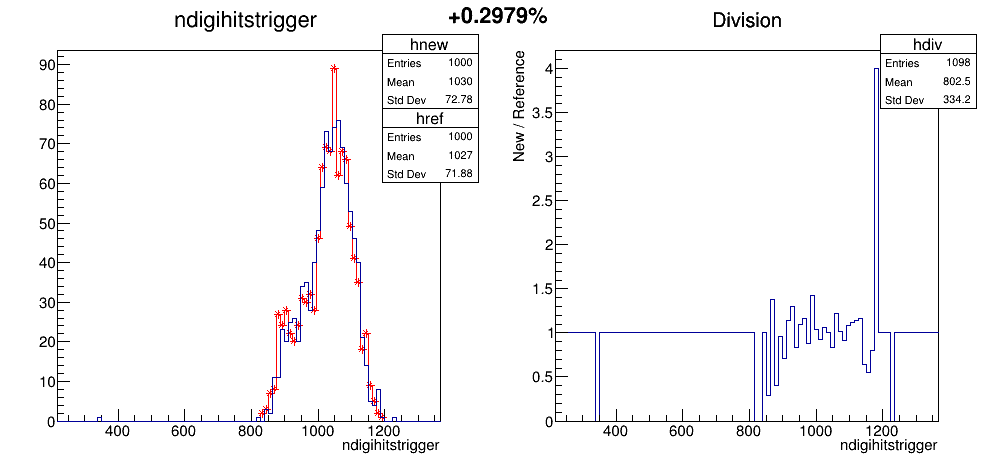 ndigihitstrigger
+0.2979%
Division
hnew
Entries 1000
Mean 1030
Std Dev 72.78
href
Entries 1000
Mean 1027
Std Dev 71.88
90
80
70
60
50
40
30
20
10
0
400 600 800 1000 1200
ndigihitstrigger
hdiv
Entries 1098
Mean 802.5
Std Dev 334.2
New / Reference
4
3.5
3
2.5
2
1.5
1
0.5
0
400 600 800 1000 1200
ndigihitstrigger